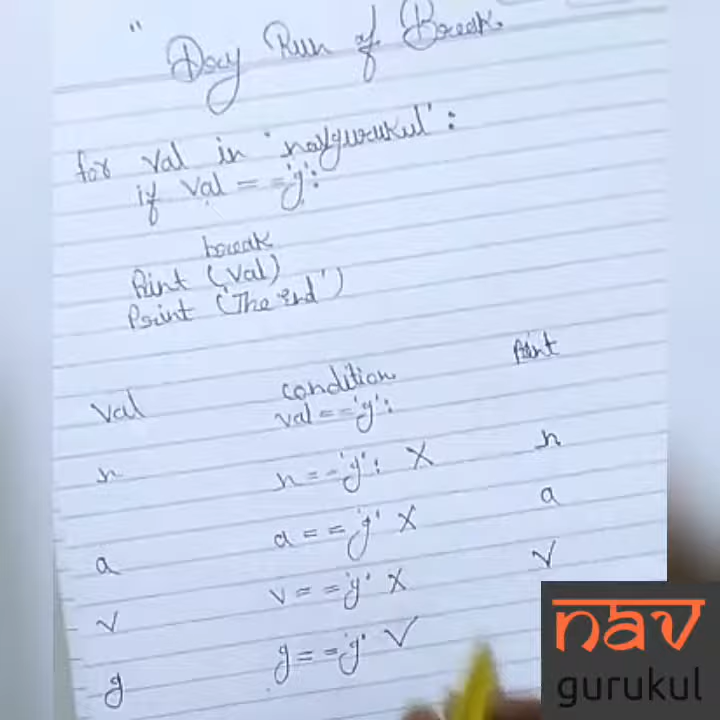 " Dry Run of Break
for val in 'navgurukul':
if val == 'g':
break
Print (val)
Print ('The End')
Val condition Print
val == 'g':
n n == 'g': X n
a a == 'g' X a
v v == 'g' X v
g g == 'g' ✓
nav
gurukul